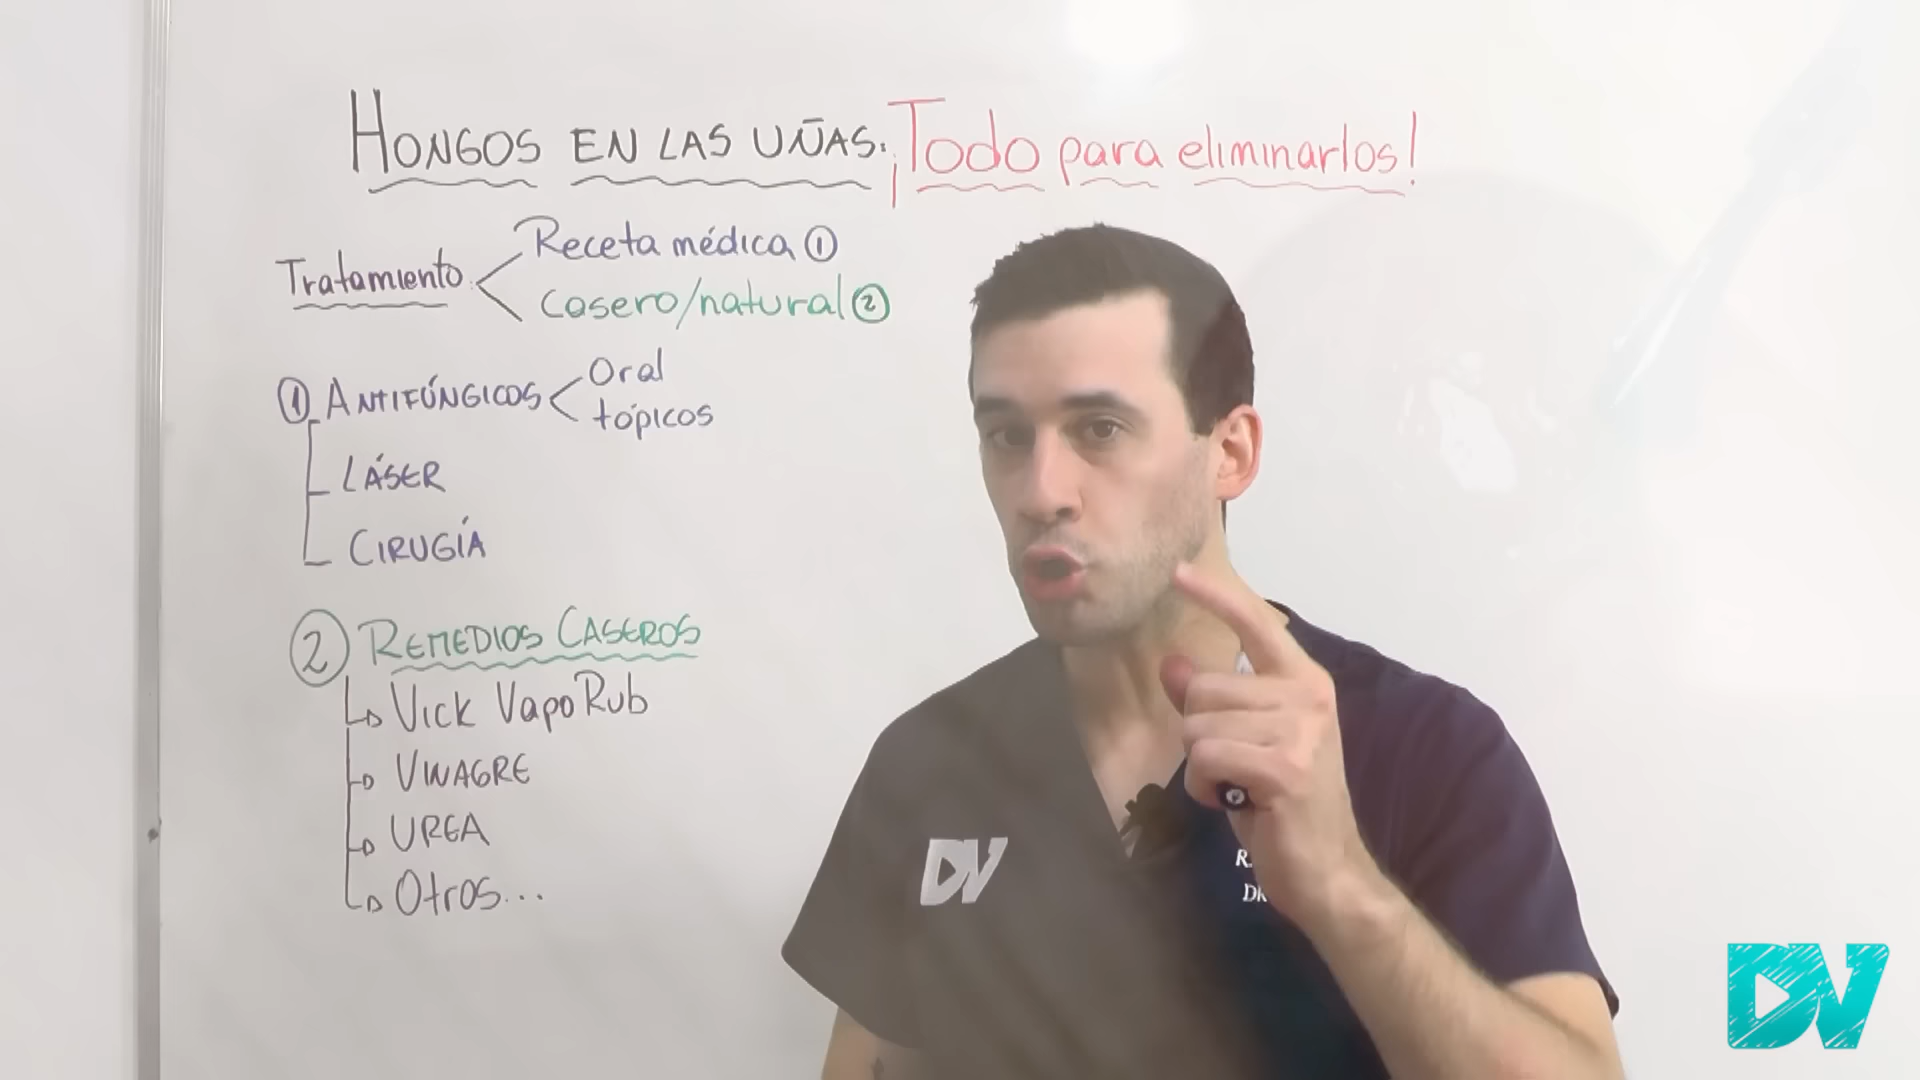 HONGOS EN LAS UÑAS: ¡Todo para eliminarlos!
Tratamiento: Receta médica ①
Casero/natural ②
① ANTIFÚNGICOS Oral
tópicos
LÁSER
CIRUGÍA
② REMEDIOS CASEROS
VICK VapoRub
VINAGRE
UREA
Otros...
DV
DV